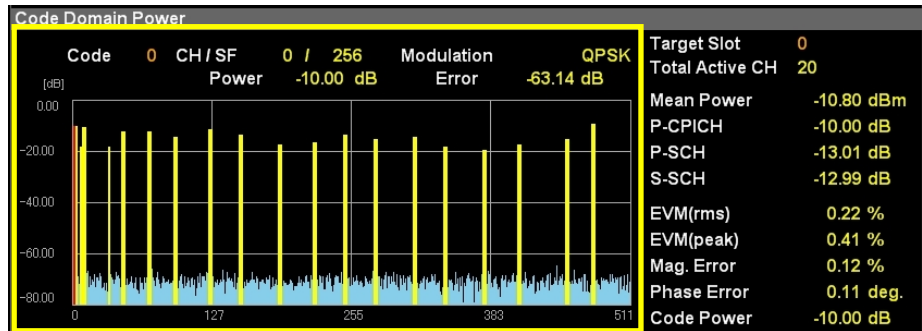 Code Domain Power
Code 0 CH / SF 0 / 256 Modulation QPSK
Power -10.00 dB Error -63.14 dB
[dB]
0.00
-20.00
-40.00
-60.00
-80.00
0 127 255 383 511
Target Slot 0
Total Active CH 20
Mean Power -10.80 dBm
P-CPICH -10.00 dB
P-SCH -13.01 dB
S-SCH -12.99 dB
EVM(rms) 0.22 %
EVM(peak) 0.41 %
Mag. Error 0.12 %
Phase Error 0.11 deg.
Code Power -10.00 dB